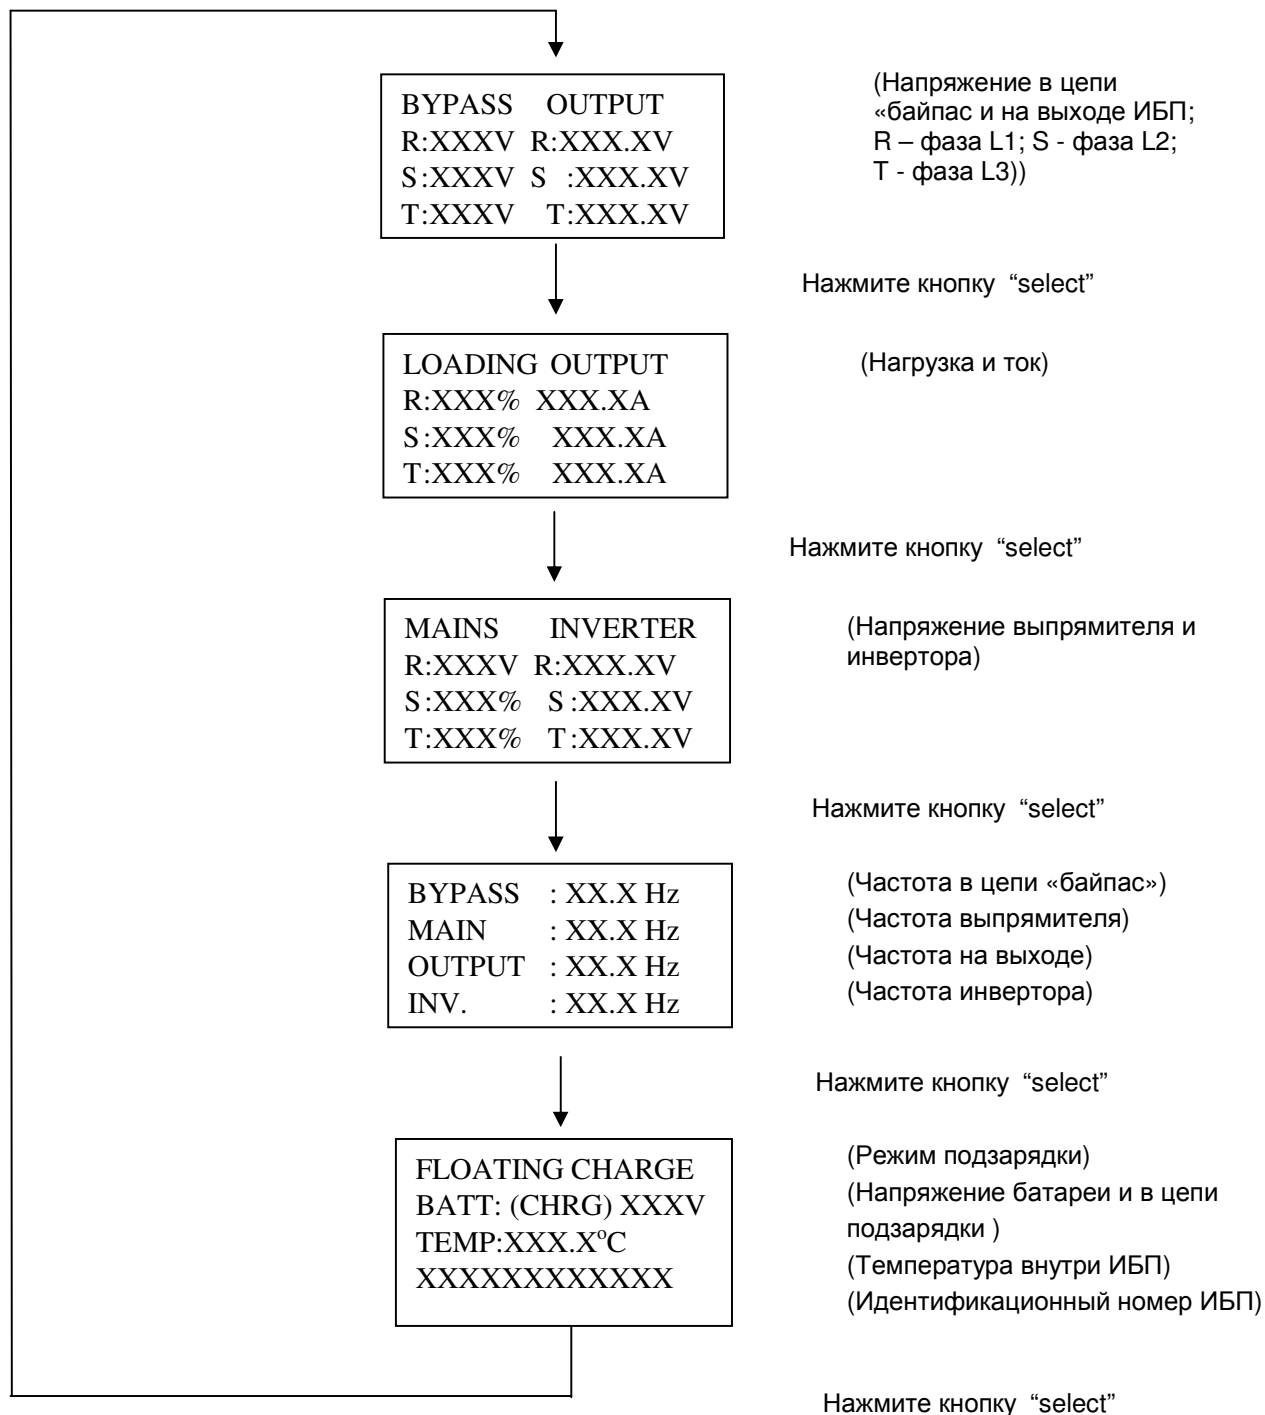 BYPASS OUTPUT
R:XXXV R:XXX.XV
S:XXXV S :XXX.XV
T:XXXV T:XXX.XV
(Напряжение в цепи
«байпас и на выходе ИБП;
R – фаза L1; S - фаза L2;
T - фаза L3))
Нажмите кнопку “select”
LOADING OUTPUT
R:XXX% XXX.XA
S:XXX% XXX.XA
T:XXX% XXX.XA
(Нагрузка и ток)
Нажмите кнопку “select”
MAINS INVERTER
R:XXXV R:XXX.XV
S:XXX% S:XXX.XV
T:XXX% T:XXX.XV
(Напряжение выпрямителя и
инвертора)
Нажмите кнопку “select”
BYPASS : XX.X Hz
MAIN : XX.X Hz
OUTPUT : XX.X Hz
INV. : XX.X Hz
(Частота в цепи «байпас»)
(Частота выпрямителя)
(Частота на выходе)
(Частота инвертора)
Нажмите кнопку “select”
FLOATING CHARGE
BATT: (CHRG) XXXV
TEMP:XXX.X°C
XXXXXXXXXXXX
(Режим подзарядки)
(Напряжение батареи и в цепи
подзарядки )
(Температура внутри ИБП)
(Идентификационный номер ИБП)
Нажмите кнопку “select”